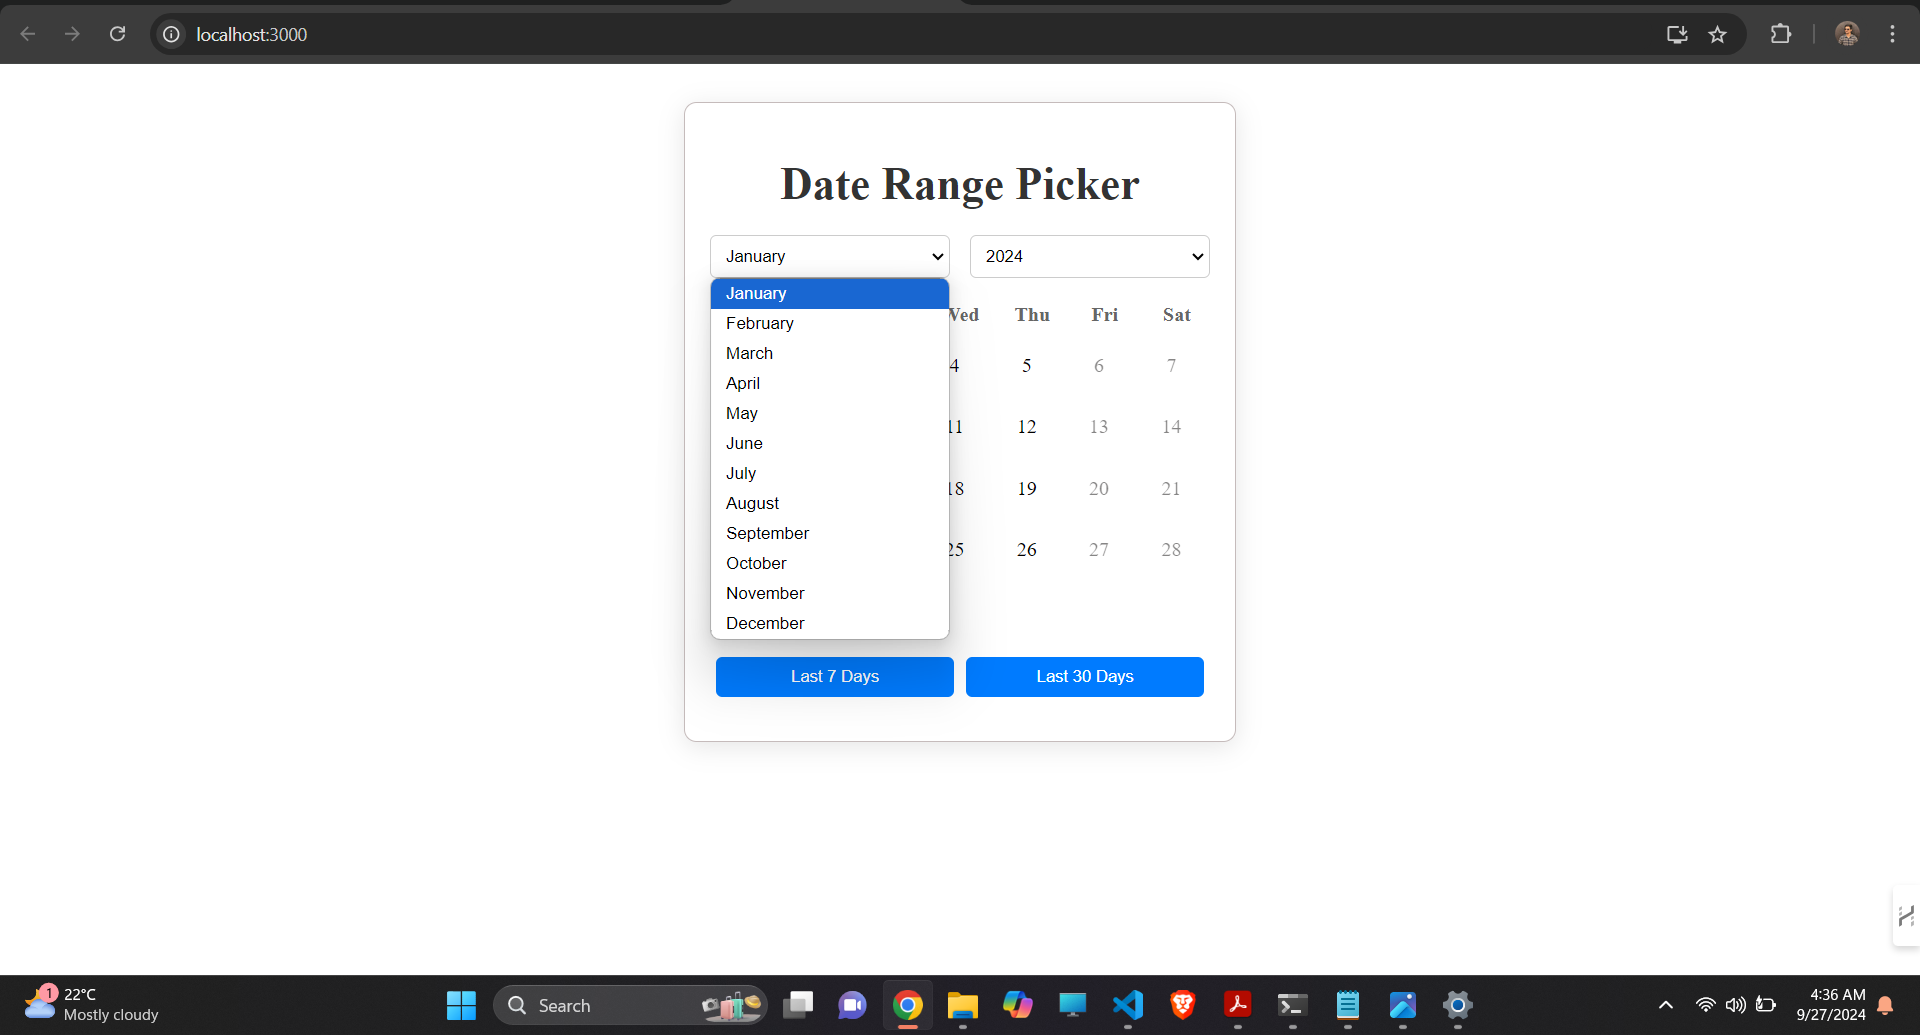 localhost:3000
Date Range Picker
January 2024
January
February
March
April
May
June
July
August
September
October
November
December
Wed Thu Fri Sat
4 5 6 7
11 12 13 14
18 19 20 21
25 26 27 28
Last 7 Days Last 30 Days
1
22°C
Mostly cloudy
Search
4:36 AM
9/27/2024